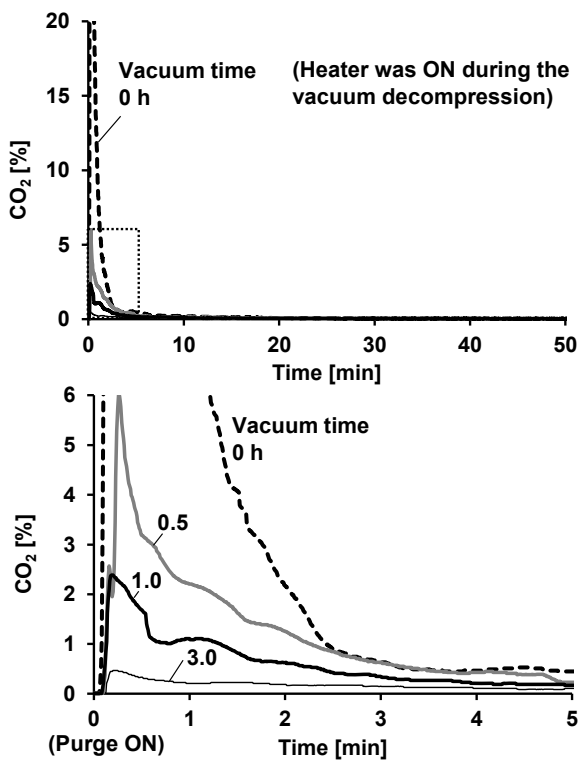 20
15
10
5
0
CO₂ [%]
Vacuum time
0 h
(Heater was ON during the
vacuum decompression)
0 10 20 30 40 50
Time [min]
6
5
4
3
2
1
0
CO₂ [%]
Vacuum time
0 h
0.5
1.0
3.0
0 1 2 3 4 5
(Purge ON)
Time [min]